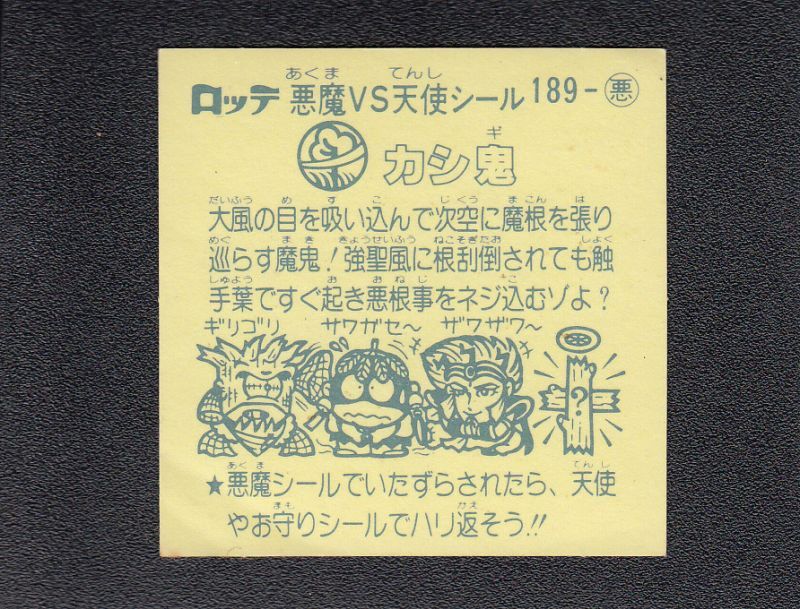 あくま てんし
ロッテ 悪魔VS天使シール 189-悪
ギ
カシ鬼
だいふう め す こ じくう まこん は
大風の目を吸い込んで次空に魔根を張り
めぐ まき きょうせいふう ねこそぎたお しょく
巡らす魔鬼!強聖風に根刮倒されても触
しゅよう お おねじ こ
手葉ですぐ起き悪根事をネジ込むゾよ?
ギリゴリ サワガセ〜 ザワザワ〜
?
あくま てんし
★悪魔シールでいたずらされたら、天使
まも かえ
やお守りシールでハリ返そう!!